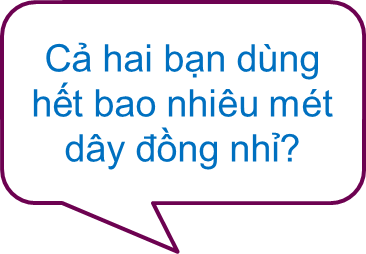 Cả hai bạn dùng
hết bao nhiêu mét
dây đồng nhỉ?